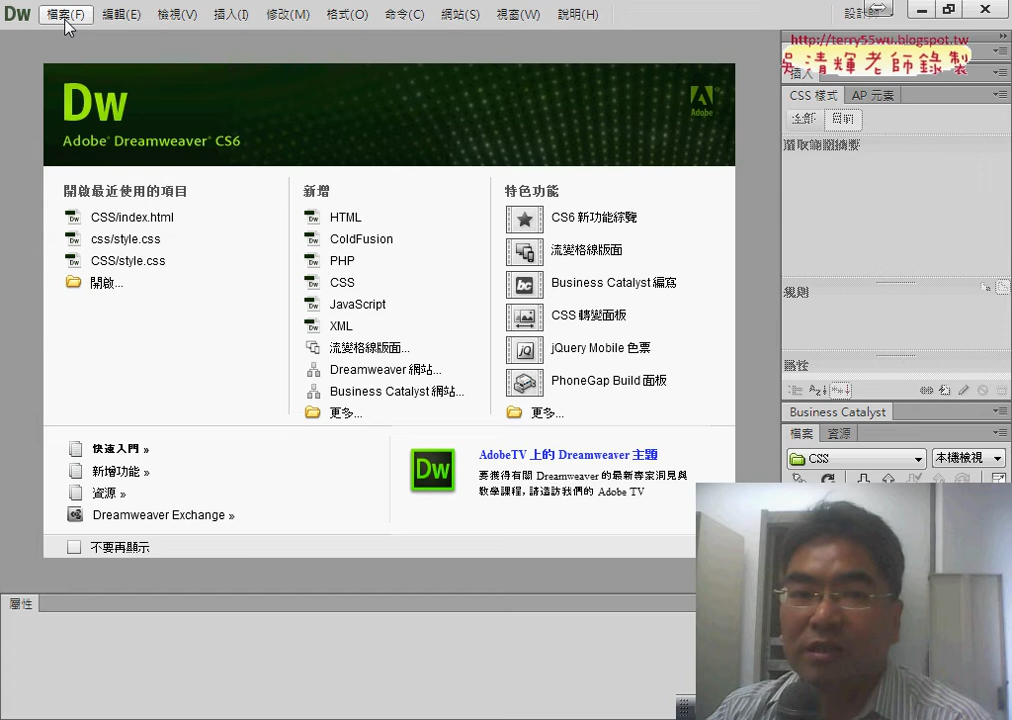 Dw 檔案(F) 編輯(E) 檢視(V) 插入(I) 修改(M) 格式(O) 命令(C) 網站(S) 視窗(W) 說明(H)
http://terry55wu.blogspot.tw
吳清輝老師錄製
插入
CSS 樣式 AP 元素
全部 目前
選取範圍摘要
規則
屬性
Business Catalyst
檔案 資源
CSS 本機檢視
Dw
Adobe® Dreamweaver® CS6
Adobe
開啟最近使用的項目
CSS/index.html
css/style.css
CSS/style.css
開啟...
新增
HTML
ColdFusion
PHP
CSS
JavaScript
XML
流變格線版面...
Dreamweaver 網站...
Business Catalyst 網站...
更多...
特色功能
CS6 新功能綜覽
流變格線版面
Business Catalyst 編寫
CSS 轉變面板
jQuery Mobile 色票
PhoneGap Build 面板
更多...
快速入門 »
新增功能 »
資源 »
Dreamweaver Exchange »
Dw
AdobeTV 上的 Dreamweaver 主題
要獲得有關 Dreamweaver 的最新專家洞見與
教學課程，請造訪我們的 Adobe TV
不要再顯示
屬性